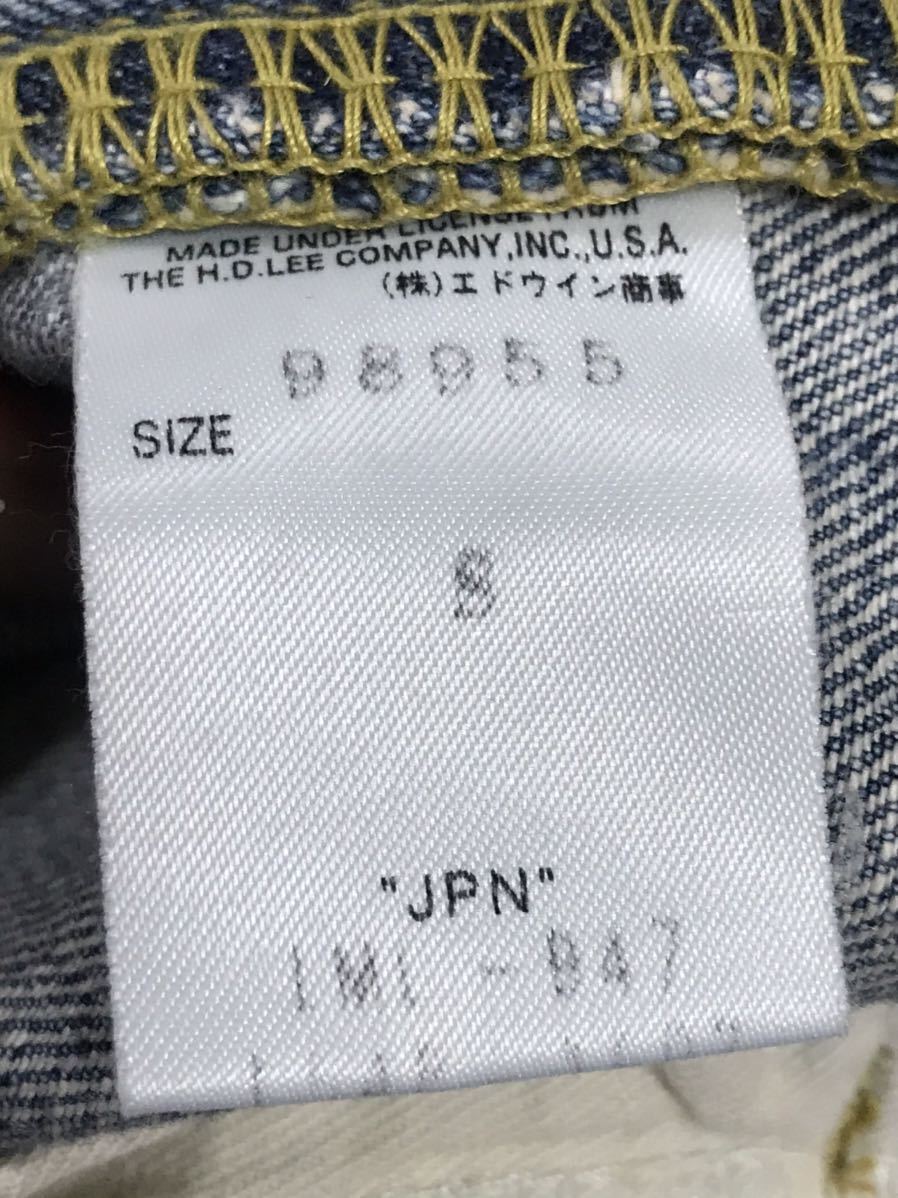 MADE UNDER LICENSE FROM
THE H.D.LEE COMPANY,INC.,U.S.A.
(株)エドウイン商事
98955
SIZE
S
"JPN"